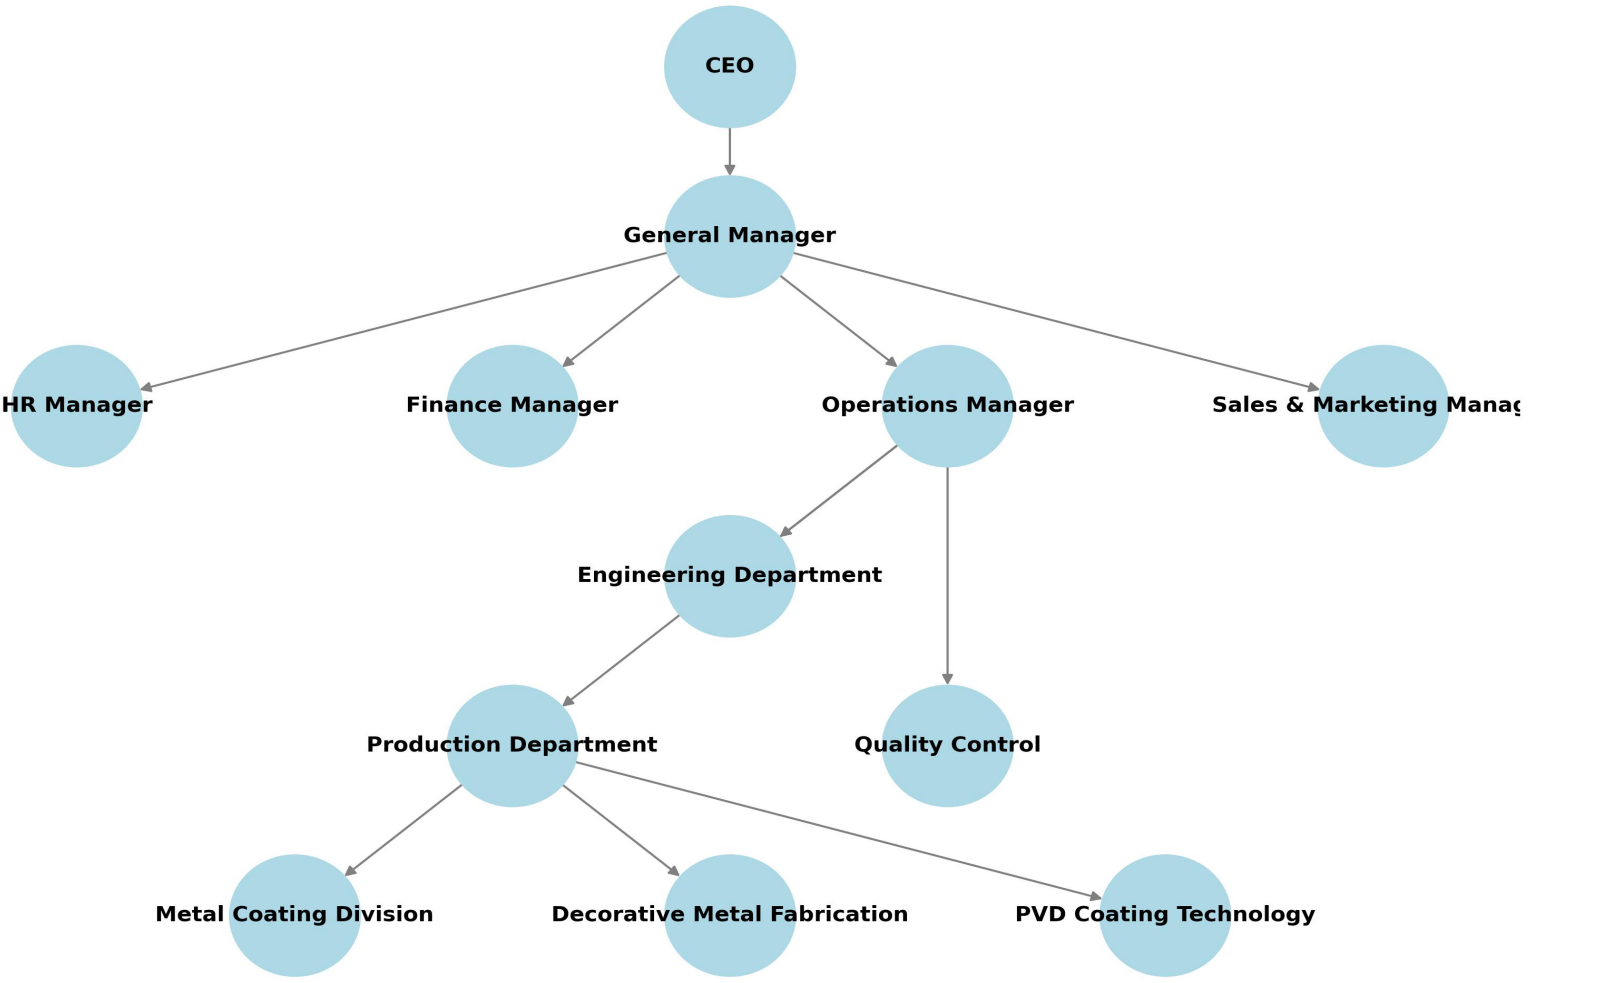 CEO
General Manager
HR Manager
Finance Manager
Operations Manager
Sales & Marketing Manag
Engineering Department
Production Department
Quality Control
Metal Coating Division
Decorative Metal Fabrication
PVD Coating Technology